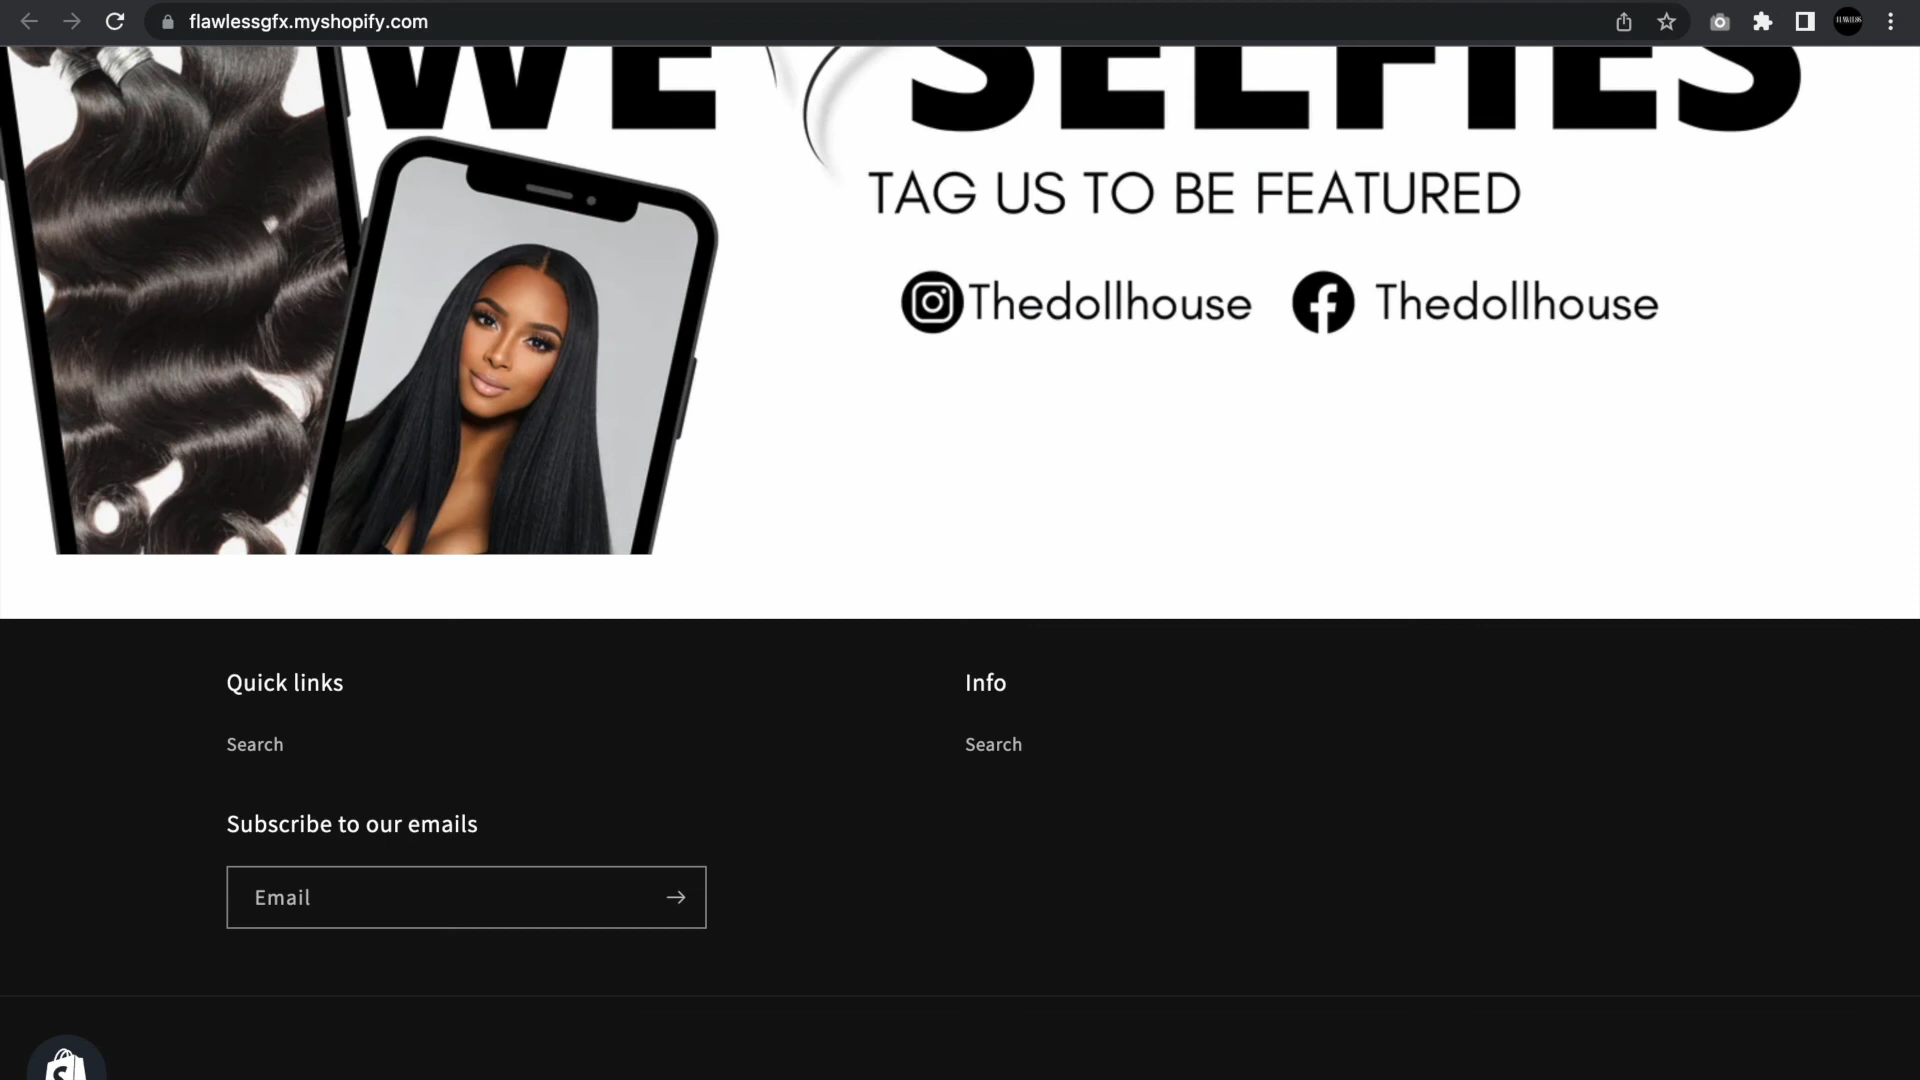 flawlessgfx.myshopify.com
WE SELFIES
TAG US TO BE FEATURED
Thedollhouse Thedollhouse
Quick links
Info
Search
Search
Subscribe to our emails
Email